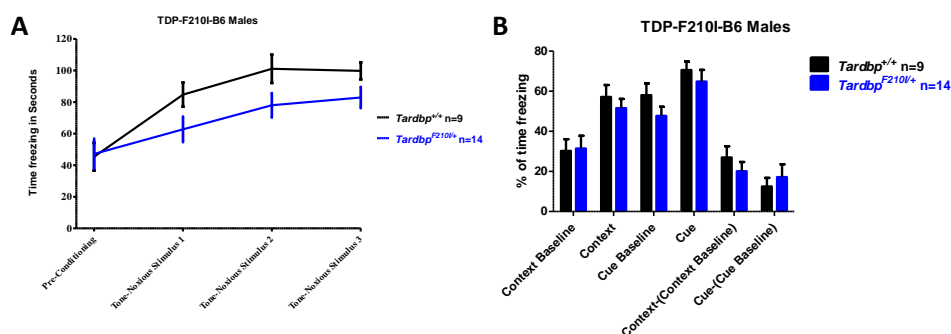 A
TDP-F210I-B6 Males
Time freezing in Seconds
120
100
80
60
40
20
0
Pre-Conditioning
Tone-Noxious Stimulus 1
Tone-Noxious Stimulus 2
Tone-Noxious Stimulus 3
Tardbp+/+ n=9
TardbpF210I/+ n=14
B
TDP-F210I-B6 Males
% of time freezing
80
60
40
20
0
Context Baseline
Context
Cue Baseline
Cue
Context-(Context Baseline)
Cue-(Cue Baseline)
Tardbp+/+ n=9
TardbpF210I/+ n=14